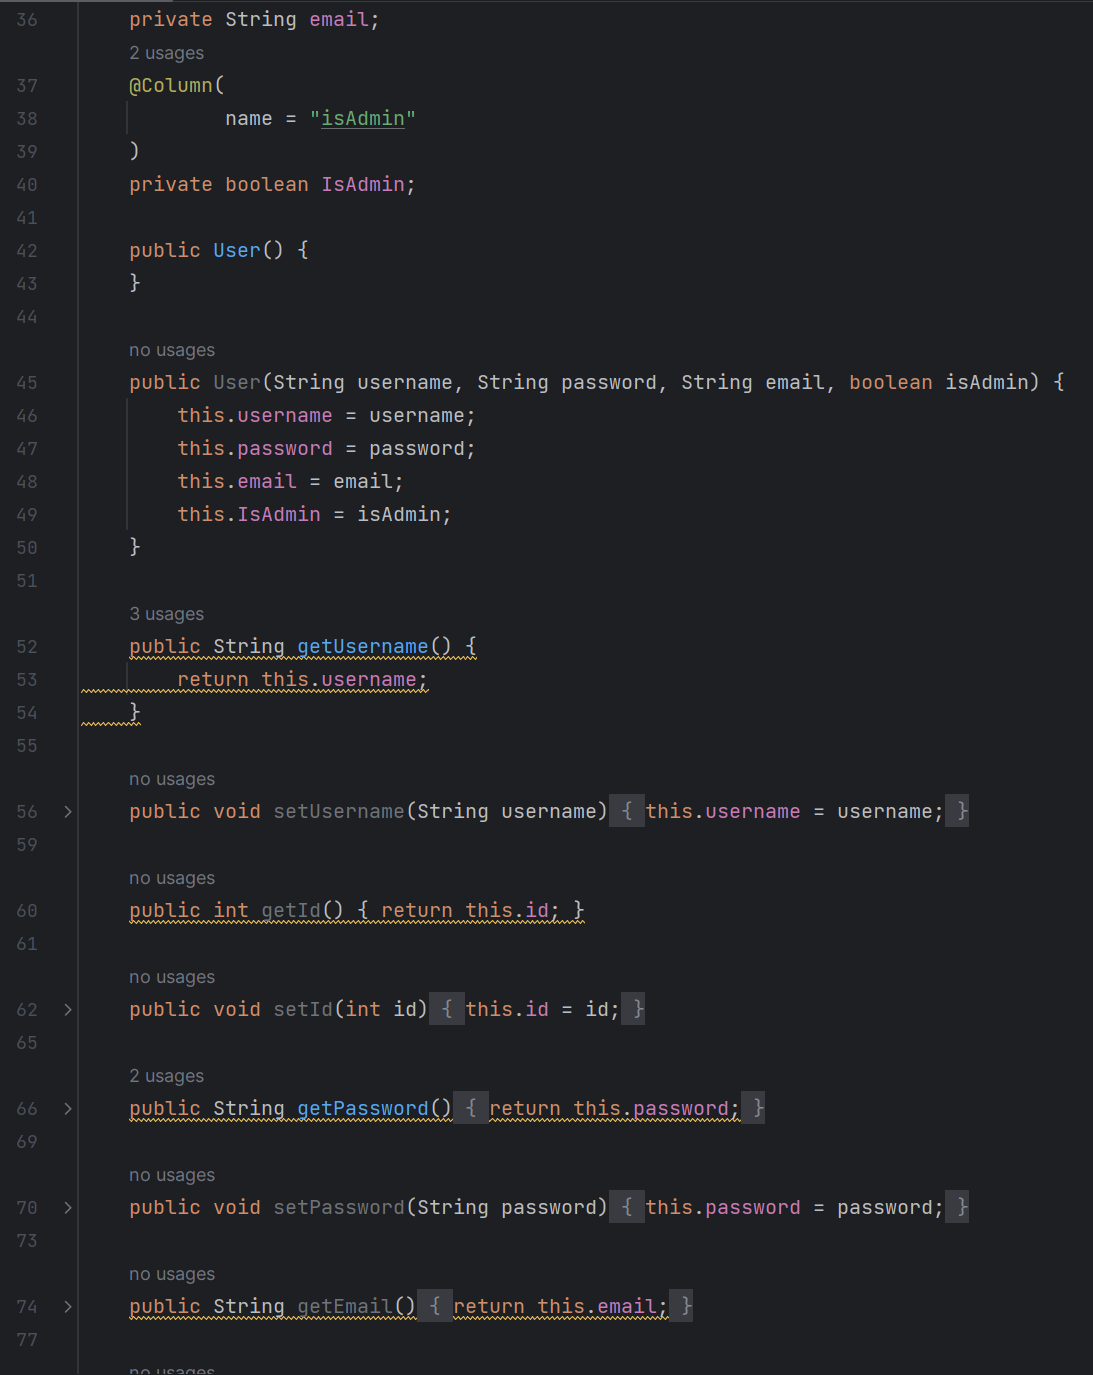 36 private String email;
2 usages
37 @Column(
38 name = "isAdmin"
39 )
40 private boolean IsAdmin;
41
42 public User() {
43 }
44
no usages
45 public User(String username, String password, String email, boolean isAdmin) {
46 this.username = username;
47 this.password = password;
48 this.email = email;
49 this.IsAdmin = isAdmin;
50 }
51
3 usages
52 public String getUsername() {
53 return this.username;
54 }
55
no usages
56 public void setUsername(String username) { this.username = username; }
59
no usages
60 public int getId() { return this.id; }
61
no usages
62 public void setId(int id) { this.id = id; }
65
2 usages
66 public String getPassword() { return this.password; }
69
no usages
70 public void setPassword(String password) { this.password = password; }
73
no usages
74 public String getEmail() { return this.email; }
77
no usages